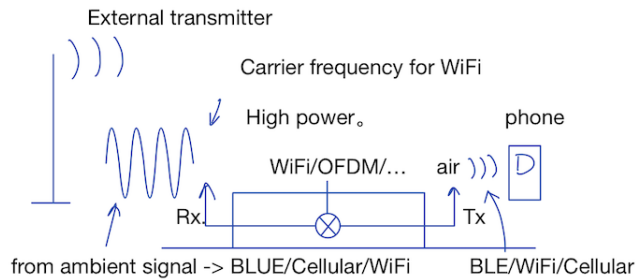 External transmitter
Carrier frequency for WiFi
High power。
phone
WiFi/OFDM/...
air
D
Rx.
Tx
from ambient signal -> BLUE/Cellular/WiFi
BLE/WiFi/Cellular